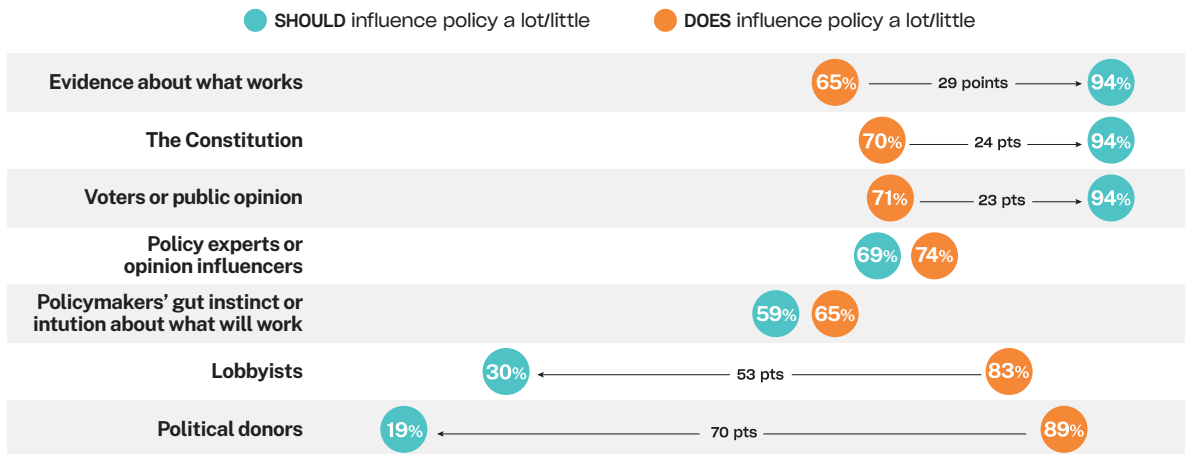 SHOULD influence policy a lot/little DOES influence policy a lot/little
Evidence about what works 65% 29 points 94%
The Constitution 70% 24 pts 94%
Voters or public opinion 71% 23 pts 94%
Policy experts or
opinion influencers 69% 74%
Policymakers’ gut instinct or
intution about what will work 59% 65%
Lobbyists 30% 53 pts 83%
Political donors 19% 70 pts 89%